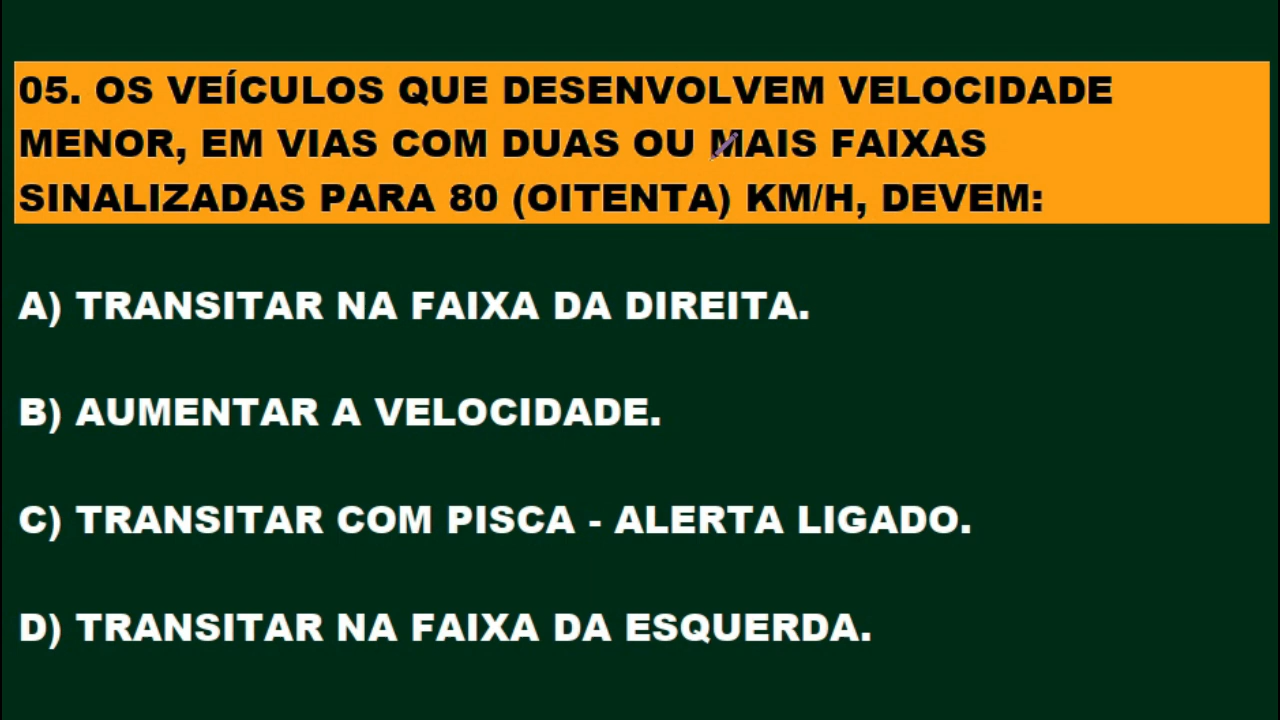 05. OS VEÍCULOS QUE DESENVOLVEM VELOCIDADE
MENOR, EM VIAS COM DUAS OU MAIS FAIXAS
SINALIZADAS PARA 80 (OITENTA) KM/H, DEVEM:
A) TRANSITAR NA FAIXA DA DIREITA.
B) AUMENTAR A VELOCIDADE.
C) TRANSITAR COM PISCA - ALERTA LIGADO.
D) TRANSITAR NA FAIXA DA ESQUERDA.